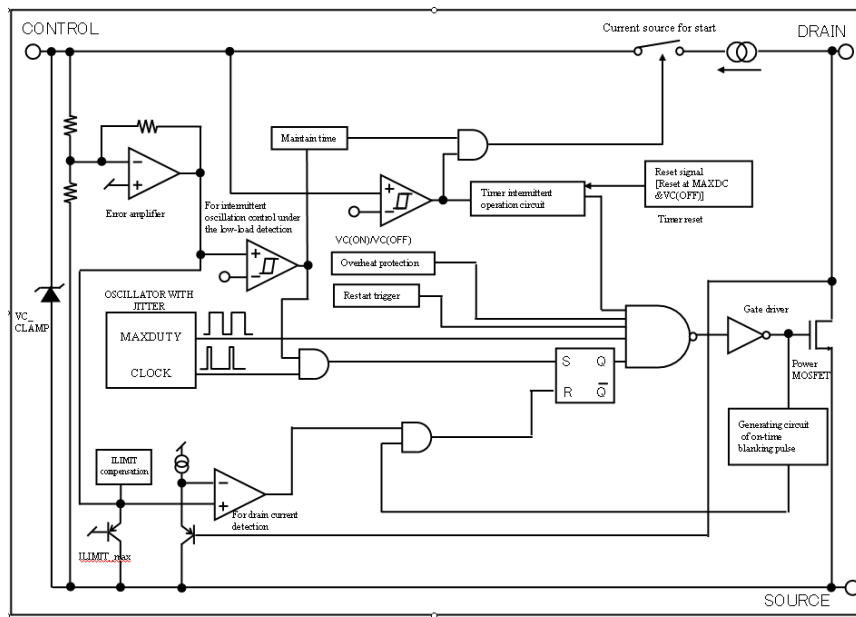 CONTROL
Current source for start
DRAIN
Maintain time
Error amplifier
For intermittent
oscillation control under
the low-load detection
Timer intermittent
operation circuit
Reset signal
[Reset at MAXDC
&VC(OFF)]
Timer reset
VC(ON)/VC(OFF)
Overheat protection
Restart trigger
VC_
CLAMP
OSCILLATOR WITH
JITTER
MAXDUTY
CLOCK
Gate driver
Power
MOSFET
S Q
R Q
Generating circuit
of on-time
blanking pulse
ILIMIT
compensation
For drain current
detection
ILIMIT_max
SOURCE